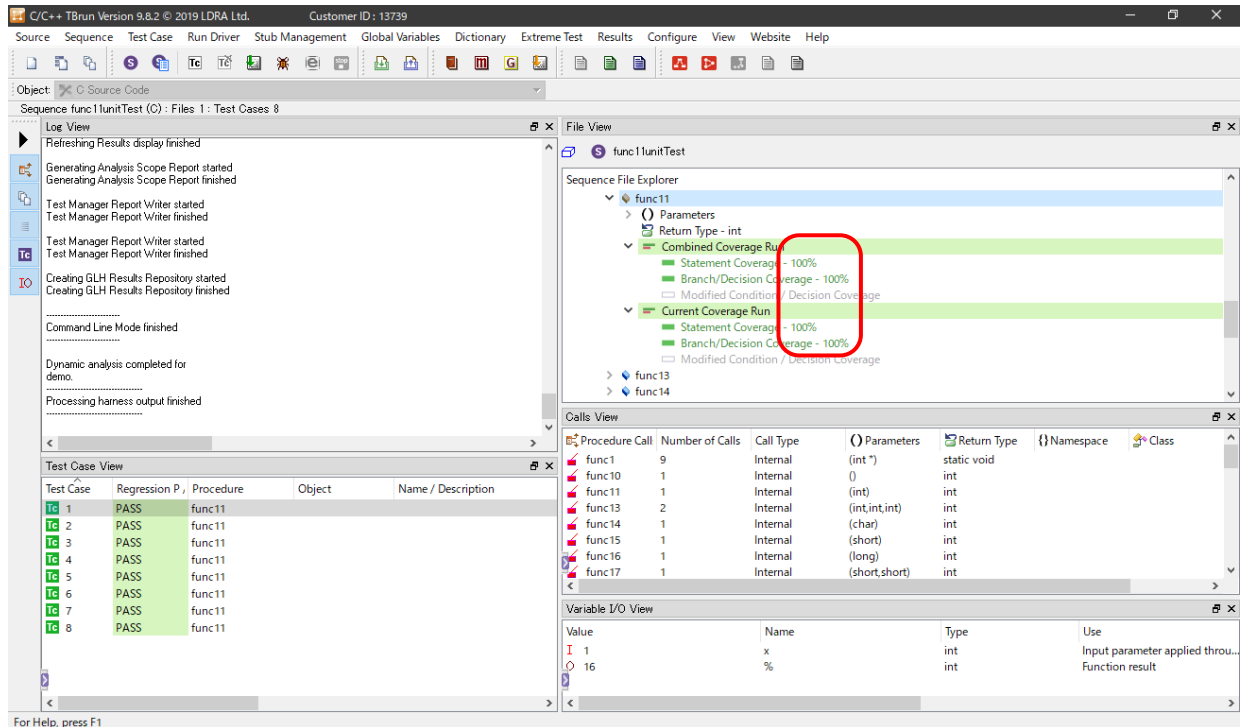 C/C++ TBrun Version 9.8.2 © 2019 LDRA Ltd. Customer ID : 13739
Source Sequence Test Case Run Driver Stub Management Global Variables Dictionary Extreme Test Results Configure View Website Help
Object: C Source Code
Sequence func11unitTest (C) : Files 1 : Test Cases 8
Log View
Refreshing Results display finished
Generating Analysis Scope Report started
Generating Analysis Scope Report finished
Test Manager Report Writer started
Test Manager Report Writer finished
Test Manager Report Writer started
Test Manager Report Writer finished
Creating GLH Results Repository started
Creating GLH Results Repository finished
Command Line Mode finished
Dynamic analysis completed for
demo.
Processing harness output finished
File View
func11unitTest
Sequence File Explorer
func11
() Parameters
Return Type - int
Combined Coverage Run
Statement Coverage - 100%
Branch/Decision Coverage - 100%
Modified Condition / Decision Coverage
Current Coverage Run
Statement Coverage - 100%
Branch/Decision Coverage - 100%
Modified Condition / Decision Coverage
func13
func14
Test Case View
Test Case Regression P Procedure Object Name / Description
Tc 1 PASS func11
Tc 2 PASS func11
Tc 3 PASS func11
Tc 4 PASS func11
Tc 5 PASS func11
Tc 6 PASS func11
Tc 7 PASS func11
Tc 8 PASS func11
Calls View
Procedure Call Number of Calls Call Type () Parameters Return Type {} Namespace Class
func1 9 Internal (int *) static void
func10 1 Internal () int
func11 1 Internal (int) int
func13 2 Internal (int,int,int) int
func14 1 Internal (char) int
func15 1 Internal (short) int
func16 1 Internal (long) int
func17 1 Internal (short,short) int
Variable I/O View
Value Name Type Use
I 1 x int Input parameter applied throu...
O 16 % int Function result
For Help, press F1